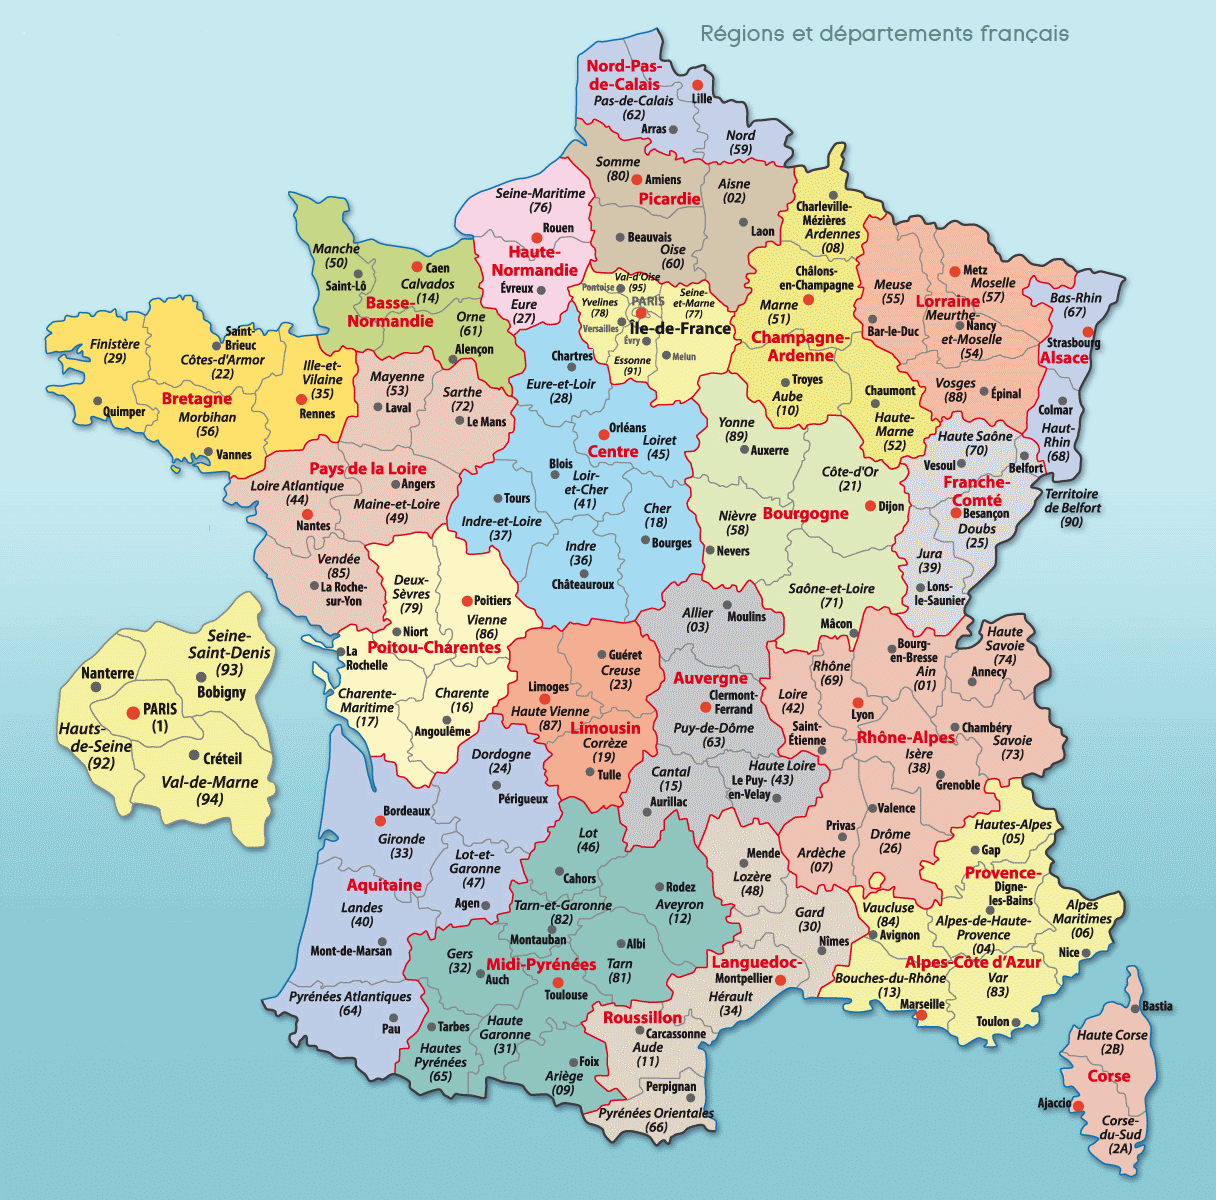 Régions et départements français
Nord-Pas-
de-Calais
Lille
Pas-de-Calais
(62)
Arras
Nord
(59)
Somme
(80)
Amiens
Picardie
Aisne
(02)
Laon
Beauvais
Oise
(60)
Seine-Maritime
(76)
Rouen
Haute-
Normandie
Évreux
Eure
(27)
Manche
(50)
Saint-Lô
Caen
Calvados
(14)
Basse-
Normandie
Orne
(61)
Alençon
Charleville-
Mézières
Ardennes
(08)
Châlons-
en-Champagne
Marne
(51)
Champagne-
Ardenne
Troyes
Aube
(10)
Chaumont
Haute-
Marne
(52)
Meuse
(55)
Bar-le-Duc
Metz
Moselle
(57)
Lorraine
Meurthe-
Nancy
et-Moselle
(54)
Vosges
(88)
Épinal
Bas-Rhin
(67)
Strasbourg
Alsace
Colmar
Haut-
Rhin
(68)
Val-d'Oise
(95)
Pontoise
Yvelines
(78)
Versailles
PARIS
Seine-
et-Marne
(77)
Île-de-France
Évry
Melun
Essonne
(91)
Finistère
(29)
Quimper
Saint-
Brieuc
Côtes-d'Armor
(22)
Bretagne
Morbihan
(56)
Vannes
Ille-et-
Vilaine
(35)
Rennes
Mayenne
(53)
Laval
Sarthe
(72)
Le Mans
Pays de la Loire
Loire Atlantique
(44)
Nantes
Angers
Maine-et-Loire
(49)
Vendée
(85)
La Roche-
sur-Yon
Chartres
Eure-et-Loir
(28)
Orléans
Centre
Loiret
(45)
Blois
Loir-
et-Cher
(41)
Tours
Indre-et-Loire
(37)
Cher
(18)
Bourges
Indre
(36)
Châteauroux
Yonne
(89)
Auxerre
Côte-d'Or
(21)
Dijon
Bourgogne
Nièvre
(58)
Nevers
Saône-et-Loire
(71)
Mâcon
Haute Saône
(70)
Vesoul
Belfort
Franche-
Comté
Besançon
Doubs
(25)
Jura
(39)
Lons-
le-Saunier
Territoire
de Belfort
(90)
Deux-
Sèvres
(79)
Niort
Poitiers
Vienne
(86)
Poitou-Charentes
La
Rochelle
Charente-
Maritime
(17)
Charente
(16)
Angoulême
Guéret
Creuse
(23)
Limoges
Haute Vienne
(87)
Limousin
Corrèze
(19)
Tulle
Allier
(03)
Moulins
Auvergne
Clermont-
Ferrand
Puy-de-Dôme
(63)
Cantal
(15)
Aurillac
Haute Loire
(43)
Le Puy-
en-Velay
Rhône
(69)
Loire
(42)
Saint-
Étienne
Lyon
Bourg-
en-Bresse
Ain
(01)
Haute
Savoie
(74)
Annecy
Rhône-Alpes
Chambéry
Savoie
(73)
Isère
(38)
Grenoble
Valence
Privas
Ardèche
(07)
Drôme
(26)
Seine-
Saint-Denis
(93)
Bobigny
Nanterre
PARIS
(1)
Hauts-
de-Seine
(92)
Créteil
Val-de-Marne
(94)
Dordogne
(24)
Périgueux
Bordeaux
Gironde
(33)
Lot-et-
Garonne
(47)
Agen
Aquitaine
Landes
(40)
Mont-de-Marsan
Pyrénées Atlantiques
(64)
Pau
Lot
(46)
Cahors
Rodez
Aveyron
(12)
Tarn-et-Garonne
(82)
Montauban
Gers
(32)
Auch
Midi-Pyrénées
Toulouse
Albi
Tarn
(81)
Tarbes
Hautes
Pyrénées
(65)
Haute
Garonne
(31)
Foix
Ariège
(09)
Mende
Lozère
(48)
Gard
(30)
Nîmes
Languedoc-
Montpellier
Hérault
(34)
Roussillon
Carcassonne
Aude
(11)
Perpignan
Pyrénées Orientales
(66)
Hautes-Alpes
(05)
Gap
Provence-
Digne-
les-Bains
Alpes-de-Haute-
Provence
(04)
Alpes
Maritimes
(06)
Nice
Vaucluse
(84)
Avignon
Alpes-Côte d'Azur
Bouches-du-Rhône
(13)
Marseille
Var
(83)
Toulon
Bastia
Haute Corse
(2B)
Corse
Ajaccio
Corse-
du-Sud
(2A)